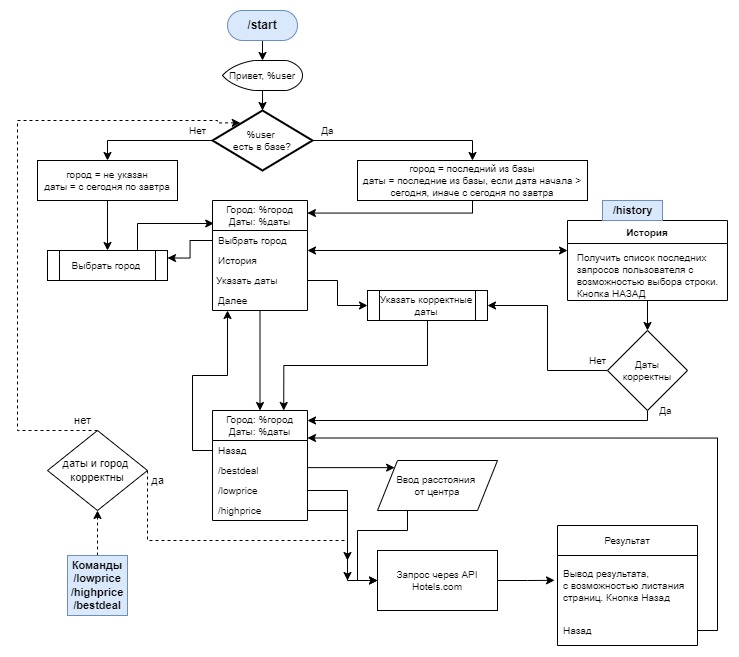 /start
Привет, %user
%user
есть в базе?
Нет
Да
город = не указан
даты = с сегодня по завтра
город = последний из базы
даты = последние из базы, если дата начала >
сегодня, иначе с сегодня по завтра
Город: %город
Даты: %даты
Выбрать город
История
Указать даты
Далее
Выбрать город
/history
История
Получить список последних
запросов пользователя с
возможностью выбора строки.
Кнопка НАЗАД
Указать корректные
даты
Даты
корректны
Нет
Да
Город: %город
Даты: %даты
Назад
/bestdeal
/lowprice
/highprice
нет
даты и город
корректны
да
Команды
/lowprice
/highprice
/bestdeal
Ввод расстояния
от центра
Запрос через API
Hotels.com
Результат
Вывод результата,
с возможностью листания
страниц. Кнопка Назад
Назад